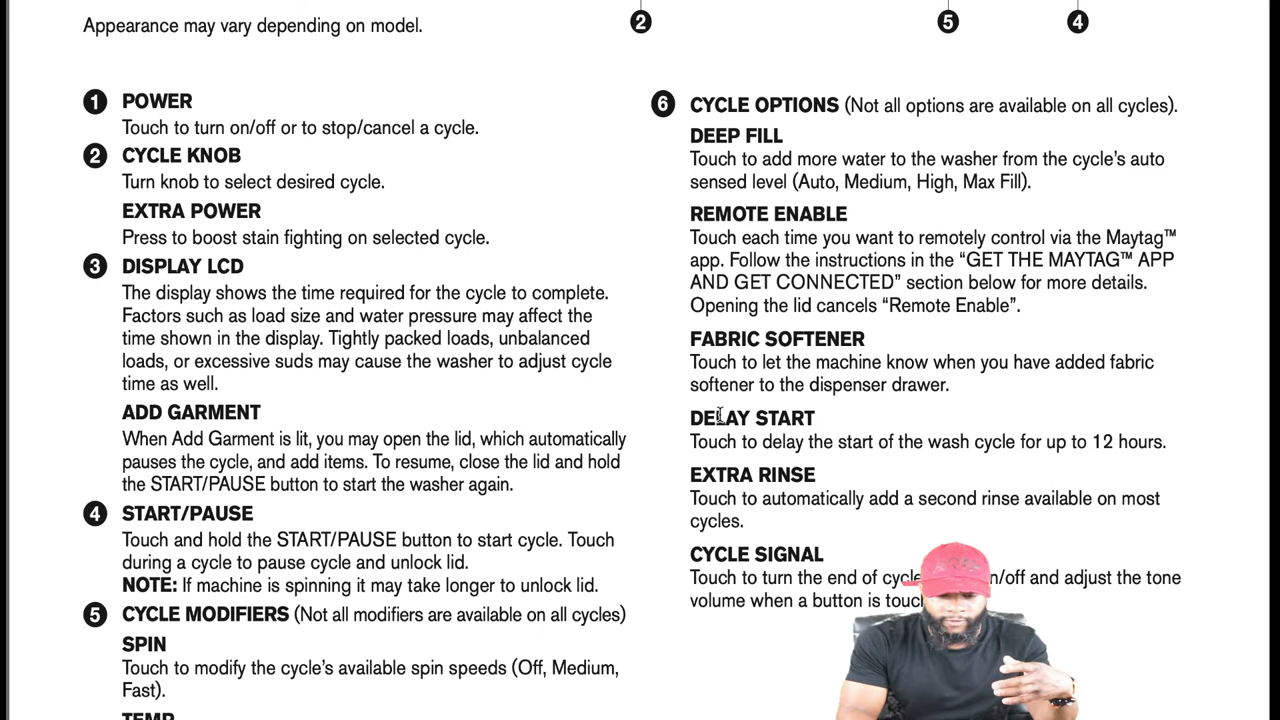 Appearance may vary depending on model.
2
5
4
1 POWER
Touch to turn on/off or to stop/cancel a cycle.
2 CYCLE KNOB
Turn knob to select desired cycle.
EXTRA POWER
Press to boost stain fighting on selected cycle.
3 DISPLAY LCD
The display shows the time required for the cycle to complete.
Factors such as load size and water pressure may affect the
time shown in the display. Tightly packed loads, unbalanced
loads, or excessive suds may cause the washer to adjust cycle
time as well.
ADD GARMENT
When Add Garment is lit, you may open the lid, which automatically
pauses the cycle, and add items. To resume, close the lid and hold
the START/PAUSE button to start the washer again.
4 START/PAUSE
Touch and hold the START/PAUSE button to start cycle. Touch
during a cycle to pause cycle and unlock lid.
NOTE: If machine is spinning it may take longer to unlock lid.
5 CYCLE MODIFIERS (Not all modifiers are available on all cycles)
SPIN
Touch to modify the cycle’s available spin speeds (Off, Medium,
Fast).
TEMP
6 CYCLE OPTIONS (Not all options are available on all cycles).
DEEP FILL
Touch to add more water to the washer from the cycle’s auto
sensed level (Auto, Medium, High, Max Fill).
REMOTE ENABLE
Touch each time you want to remotely control via the Maytag™
app. Follow the instructions in the “GET THE MAYTAG™ APP
AND GET CONNECTED” section below for more details.
Opening the lid cancels “Remote Enable”.
FABRIC SOFTENER
Touch to let the machine know when you have added fabric
softener to the dispenser drawer.
DELAY START
Touch to delay the start of the wash cycle for up to 12 hours.
EXTRA RINSE
Touch to automatically add a second rinse available on most
cycles.
CYCLE SIGNAL
Touch to turn the end of cycle n/off and adjust the tone
volume when a button is